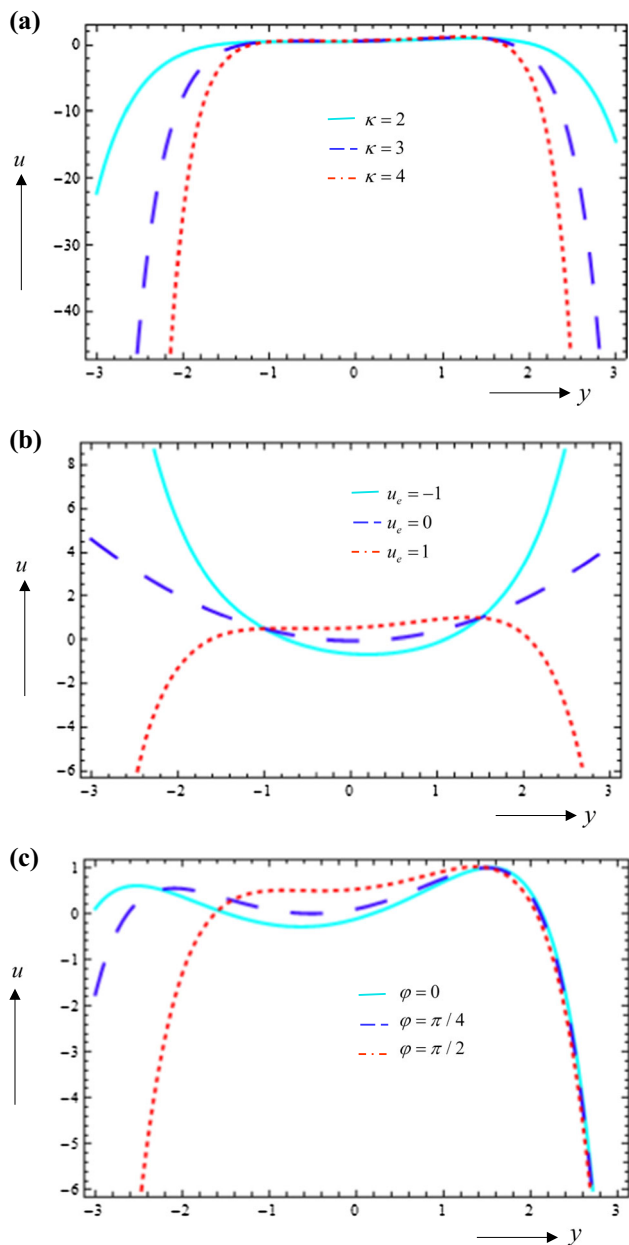 (a)
0
−10
−20
−30
−40
u
κ = 2
κ = 3
κ = 4
−3 −2 −1 0 1 2 3
y
(b)
8
6
4
2
0
−2
−4
−6
u
u_e = −1
u_e = 0
u_e = 1
−3 −2 −1 0 1 2 3
y
(c)
1
0
−1
−2
−3
−4
−5
−6
u
φ = 0
φ = π / 4
φ = π / 2
−3 −2 −1 0 1 2 3
y